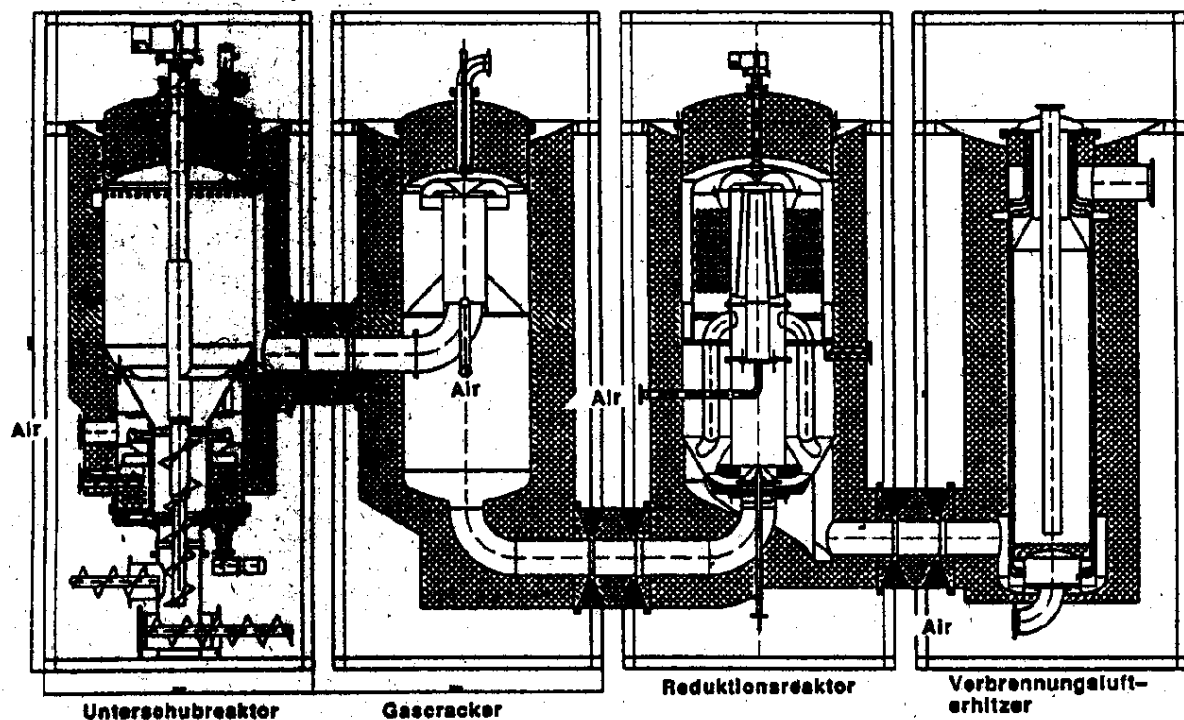 Air
Air
Air
Air
Unterschubreaktor
Gascracker
Reduktionsreaktor
Verbrennungsluft-
erhitzer